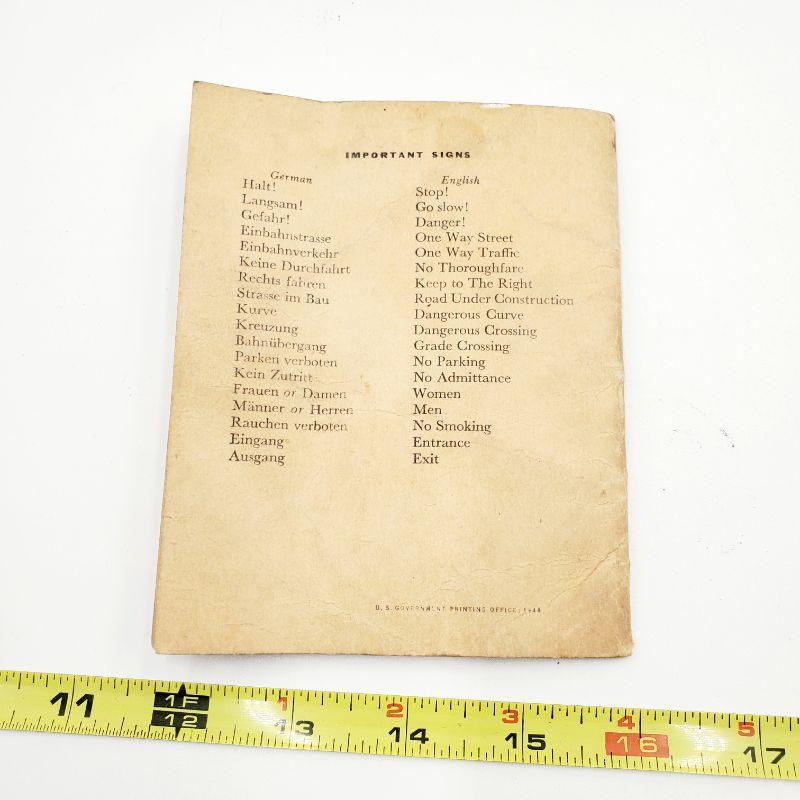 IMPORTANT SIGNS
German English
Halt! Stop!
Langsam! Go slow!
Gefahr! Danger!
Einbahnstrasse One Way Street
Einbahnverkehr One Way Traffic
Keine Durchfahrt No Thoroughfare
Rechts fahren Keep to The Right
Strasse im Bau Road Under Construction
Kurve Dangerous Curve
Kreuzung Dangerous Crossing
Bahnübergang Grade Crossing
Parken verboten No Parking
Kein Zutritt No Admittance
Frauen or Damen Women
Männer or Herren Men
Rauchen verboten No Smoking
Eingang Entrance
Ausgang Exit
U. S. GOVERNMENT PRINTING OFFICE: 1944
1F 1 2 3 4 5
11 12 13 14 15 16 17